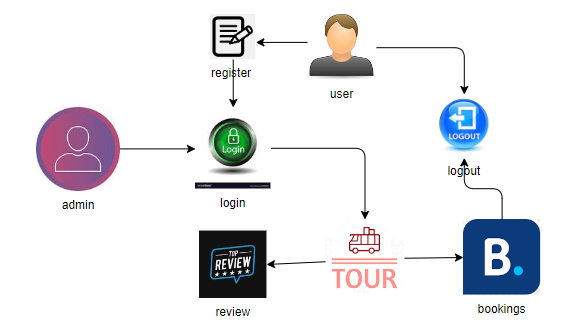 register
user
LOGOUT
logout
Login
admin
login
TOP
REVIEW
review
TOUR
B.
bookings